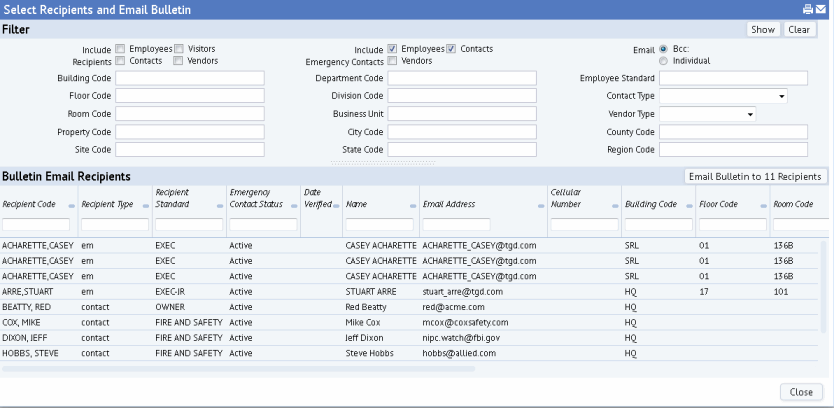 Select Recipients and Email Bulletin
Filter
Show Clear
Include Recipients Employees Visitors Contacts Vendors
Include Emergency Contacts Employees Contacts Vendors
Email Bcc: Individual
Building Code Department Code Employee Standard
Floor Code Division Code Contact Type
Room Code Business Unit Vendor Type
Property Code City Code County Code
Site Code State Code Region Code
Bulletin Email Recipients
Email Bulletin to 11 Recipients
Recipient Code Recipient Type Recipient Standard Emergency Contact Status Date Verified Name Email Address Cellular Number Building Code Floor Code Room Code
ACHARETTE,CASEY em EXEC Active CASEY ACHARETTE ACHARETTE_CASEY@tgd.com SRL 01 136B
ACHARETTE,CASEY em EXEC Active CASEY ACHARETTE ACHARETTE_CASEY@tgd.com SRL 01 136B
ACHARETTE,CASEY em EXEC Active CASEY ACHARETTE ACHARETTE_CASEY@tgd.com SRL 01 136B
ARRE,STUART em EXEC-IR Active STUART ARRE stuart_arre@tgd.com HQ 17 101
BEATTY, RED contact OWNER Active Red Beatty red@acme.com HQ
COX, MIKE contact FIRE AND SAFETY Active Mike Cox mcox@coxsafety.com HQ
DIXON, JEFF contact FIRE AND SAFETY Active Jeff Dixon nipc.watch@fbi.gov HQ
HOBBS, STEVE contact FIRE AND SAFETY Active Steve Hobbs hobbs@allied.com HQ
Close